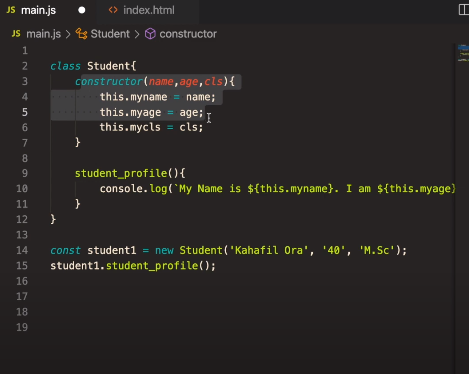 JS main.js ● <> index.html
JS main.js > Student > constructor
1
2 class Student{
3 constructor(name,age,cls){
4 this.myname = name;
5 this.myage = age;
6 this.mycls = cls;
7 }
8
9 student_profile(){
10 console.log(`My Name is ${this.myname}. I am ${this.myage}
11 }
12 }
13
14 const student1 = new Student('Kahafil Ora', '40', 'M.Sc');
15 student1.student_profile();
16
17
18
19